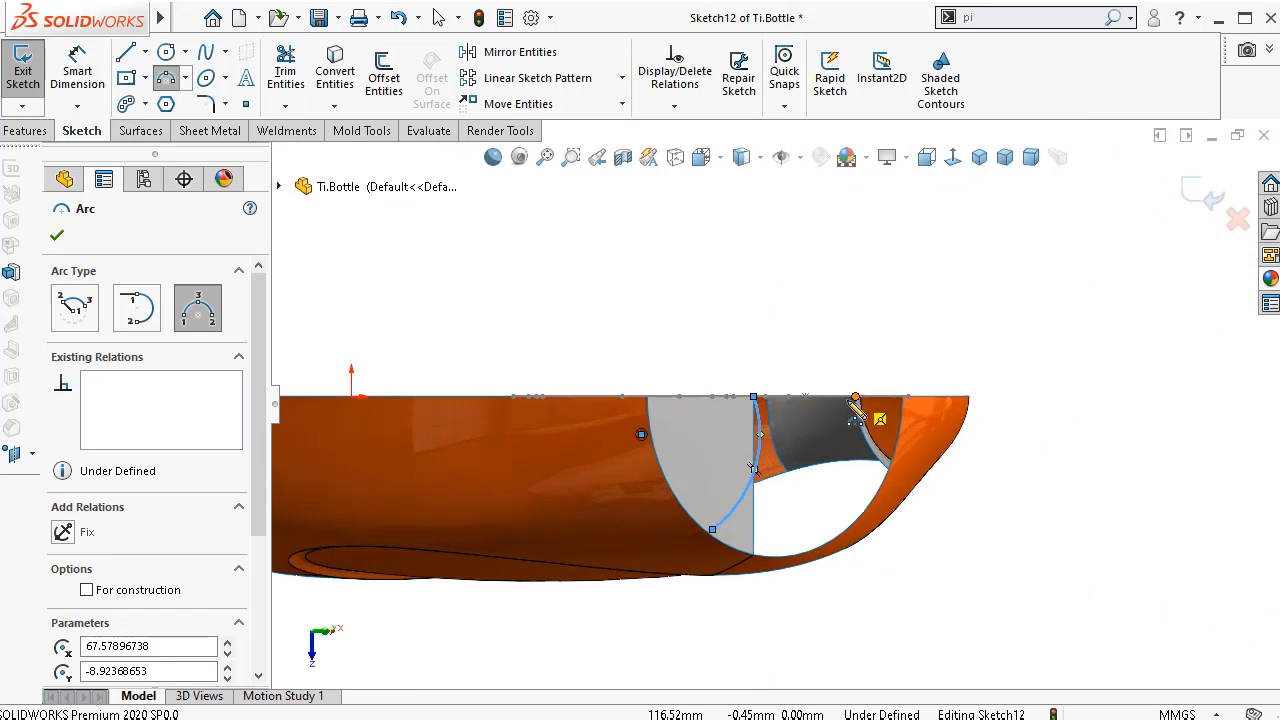 SOLIDWORKS
Sketch12 - Ti.Bottle *
pi
Exit Sketch
Smart Dimension
Trim Entities
Convert Entities
Offset Entities
Offset On Surface
Mirror Entities
Linear Sketch Pattern
Move Entities
Display/Delete Relations
Repair Sketch
Quick Snaps
Rapid Sketch
Instant2D
Shaded Sketch Contours
Features
Sketch
Surfaces
Sheet Metal
Weldments
Mold Tools
Evaluate
Render Tools
Ti.Bottle (Default<<Defa...
Arc
Arc Type
Existing Relations
Under Defined
Add Relations
Fix
Options
For construction
Parameters
67.57896738
-8.92368653
Model
3D Views
Motion Study 1
SOLIDWORKS Premium 2020 SP0.0
116.52mm
-0.45mm 0.00mm
Under Defined
Editing Sketch12
MMGS